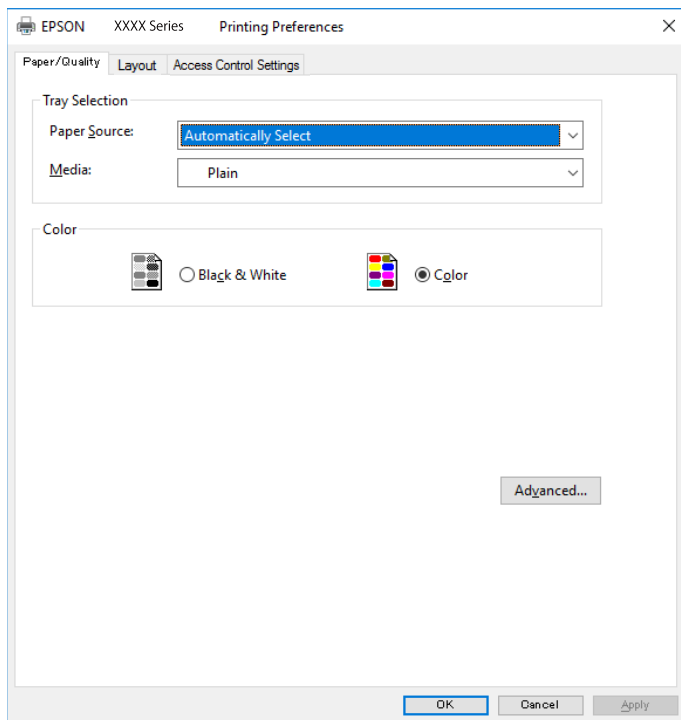 EPSON XXXX Series Printing Preferences
Paper/Quality Layout Access Control Settings
Tray Selection
Paper Source: Automatically Select
Media: Plain
Color
Black & White Color
Advanced...
OK Cancel Apply